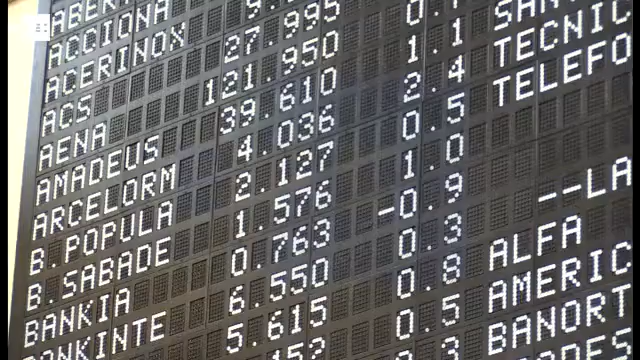 ACCIONA
ACERINOX
ACS 27.995
AENA 121.950 1.1 TECNIC
AMADEUS 39.610 2.4 TELEFO
ARCELORM 4.036 0.5
B. POPULA 2.127 1.0
B. SABADE 1.576 -0.9 --LA
BANKIA 0.763 0.3 ALFA
BANKINTE 6.550 0.8 AMERIC
5.615 0.5 BANORT